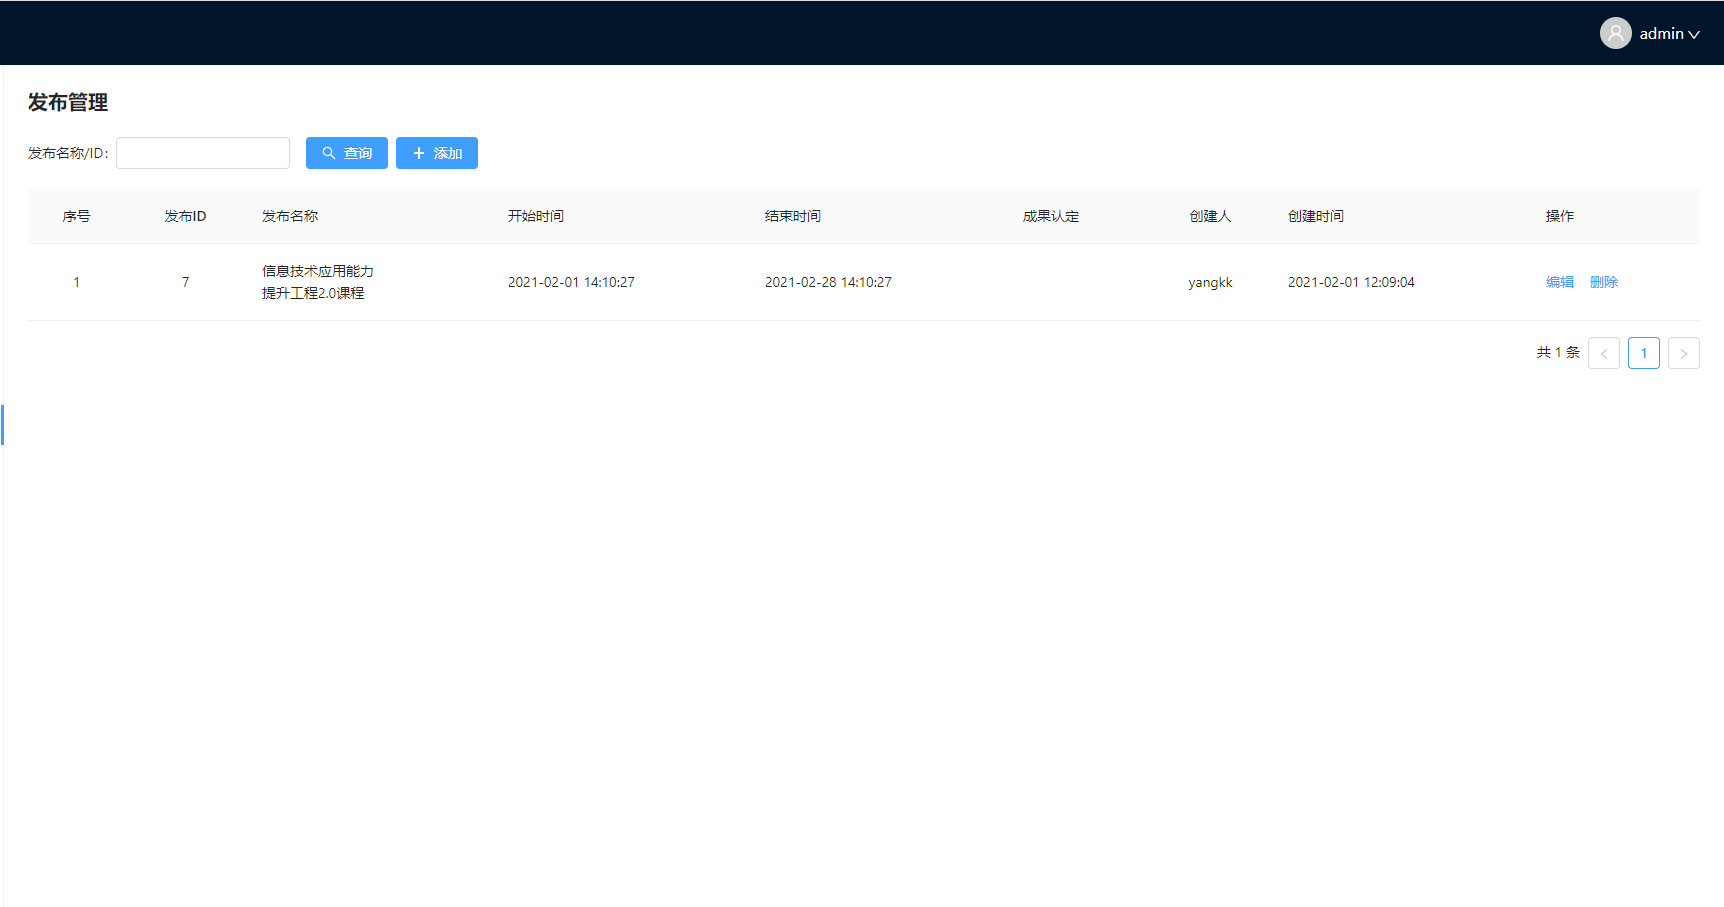 admin
发布管理
发布名称/ID:
查询
添加
序号 发布ID 发布名称 开始时间 结束时间 成果认定 创建人 创建时间 操作
1 7 信息技术应用能力 2021-02-01 14:10:27 2021-02-28 14:10:27 yangkk 2021-02-01 12:09:04 编辑 删除
提升工程2.0课程
共 1 条 < 1 >